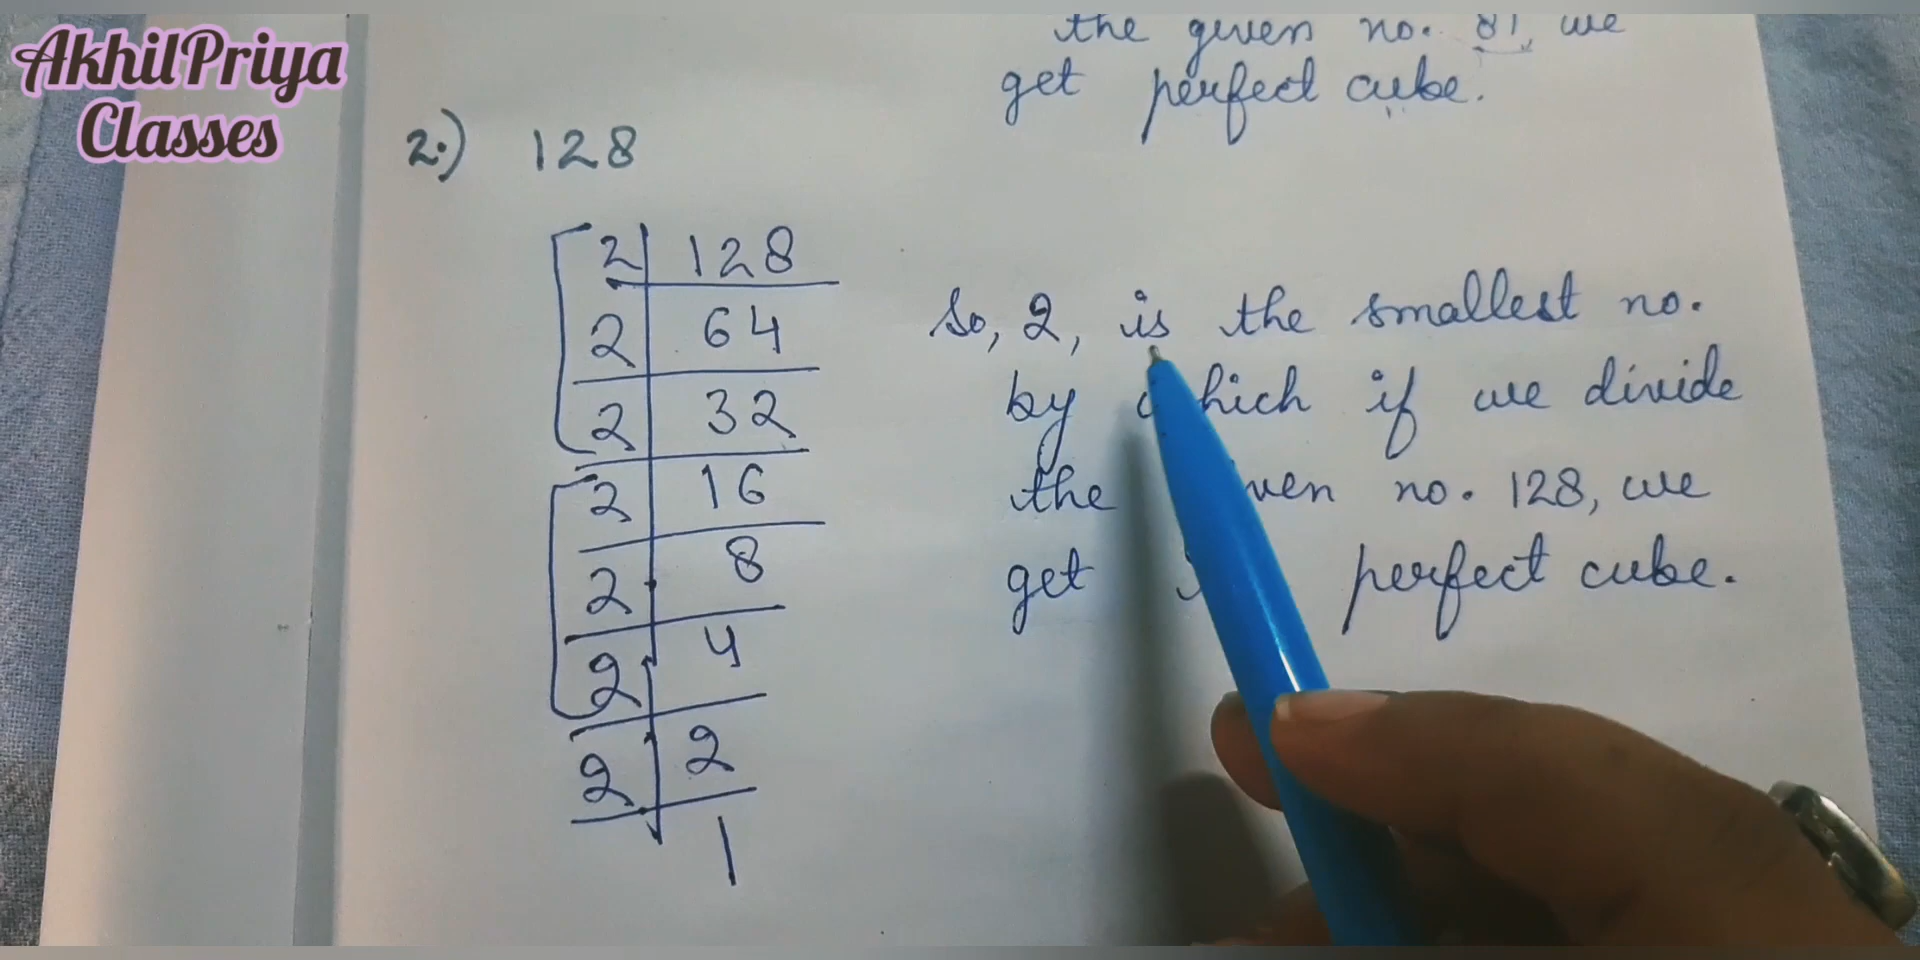 AkhilPriya
Classes
the given no. 81 we
get perfect cube.
2.) 128
2 128
2 64
2 32
2 16
2 8
2 4
2 2
1
So, 2, is the smallest no.
by which if we divide
the given no. 128, we
get perfect cube.